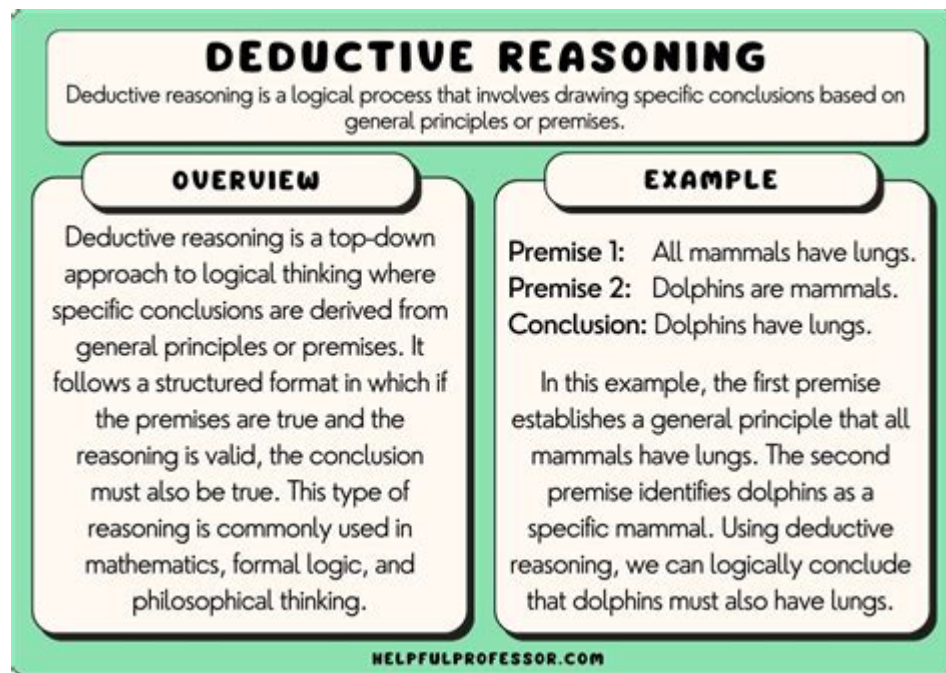 DEDUCTIVE REASONING
Deductive reasoning is a logical process that involves drawing specific conclusions based on
general principles or premises.
OVERVIEW
Deductive reasoning is a top-down
approach to logical thinking where
specific conclusions are derived from
general principles or premises. It
follows a structured format in which if
the premises are true and the
reasoning is valid, the conclusion
must also be true. This type of
reasoning is commonly used in
mathematics, formal logic, and
philosophical thinking.
EXAMPLE
Premise 1: All mammals have lungs.
Premise 2: Dolphins are mammals.
Conclusion: Dolphins have lungs.
In this example, the first premise
establishes a general principle that all
mammals have lungs. The second
premise identifies dolphins as a
specific mammal. Using deductive
reasoning, we can logically conclude
that dolphins must also have lungs.
HELPFULPROFESSOR.COM